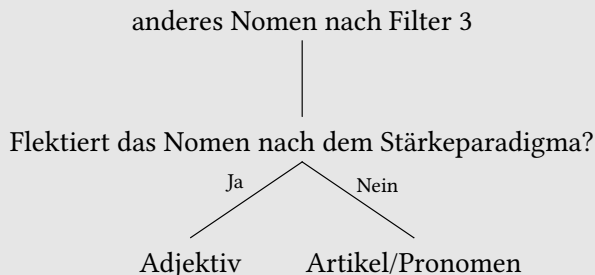 anderes Nomen nach Filter 3
Flektiert das Nomen nach dem Stärkeparadigma?
Ja Nein
Adjektiv Artikel/Pronomen